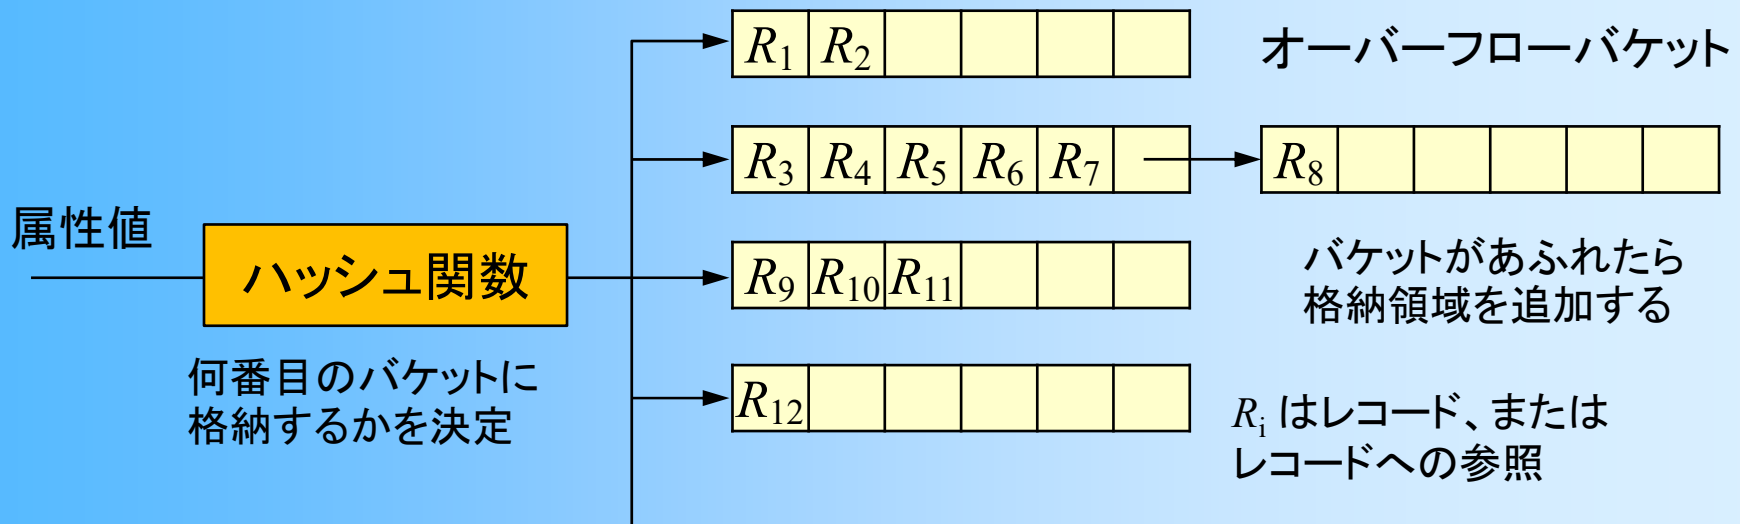 R1 R2
オーバーフローバケット
R3 R4 R5 R6 R7
R8
属性値
ハッシュ関数
R9 R10 R11
バケットがあふれたら
格納領域を追加する
何番目のバケットに
格納するかを決定
R12
Ri はレコード、または
レコードへの参照